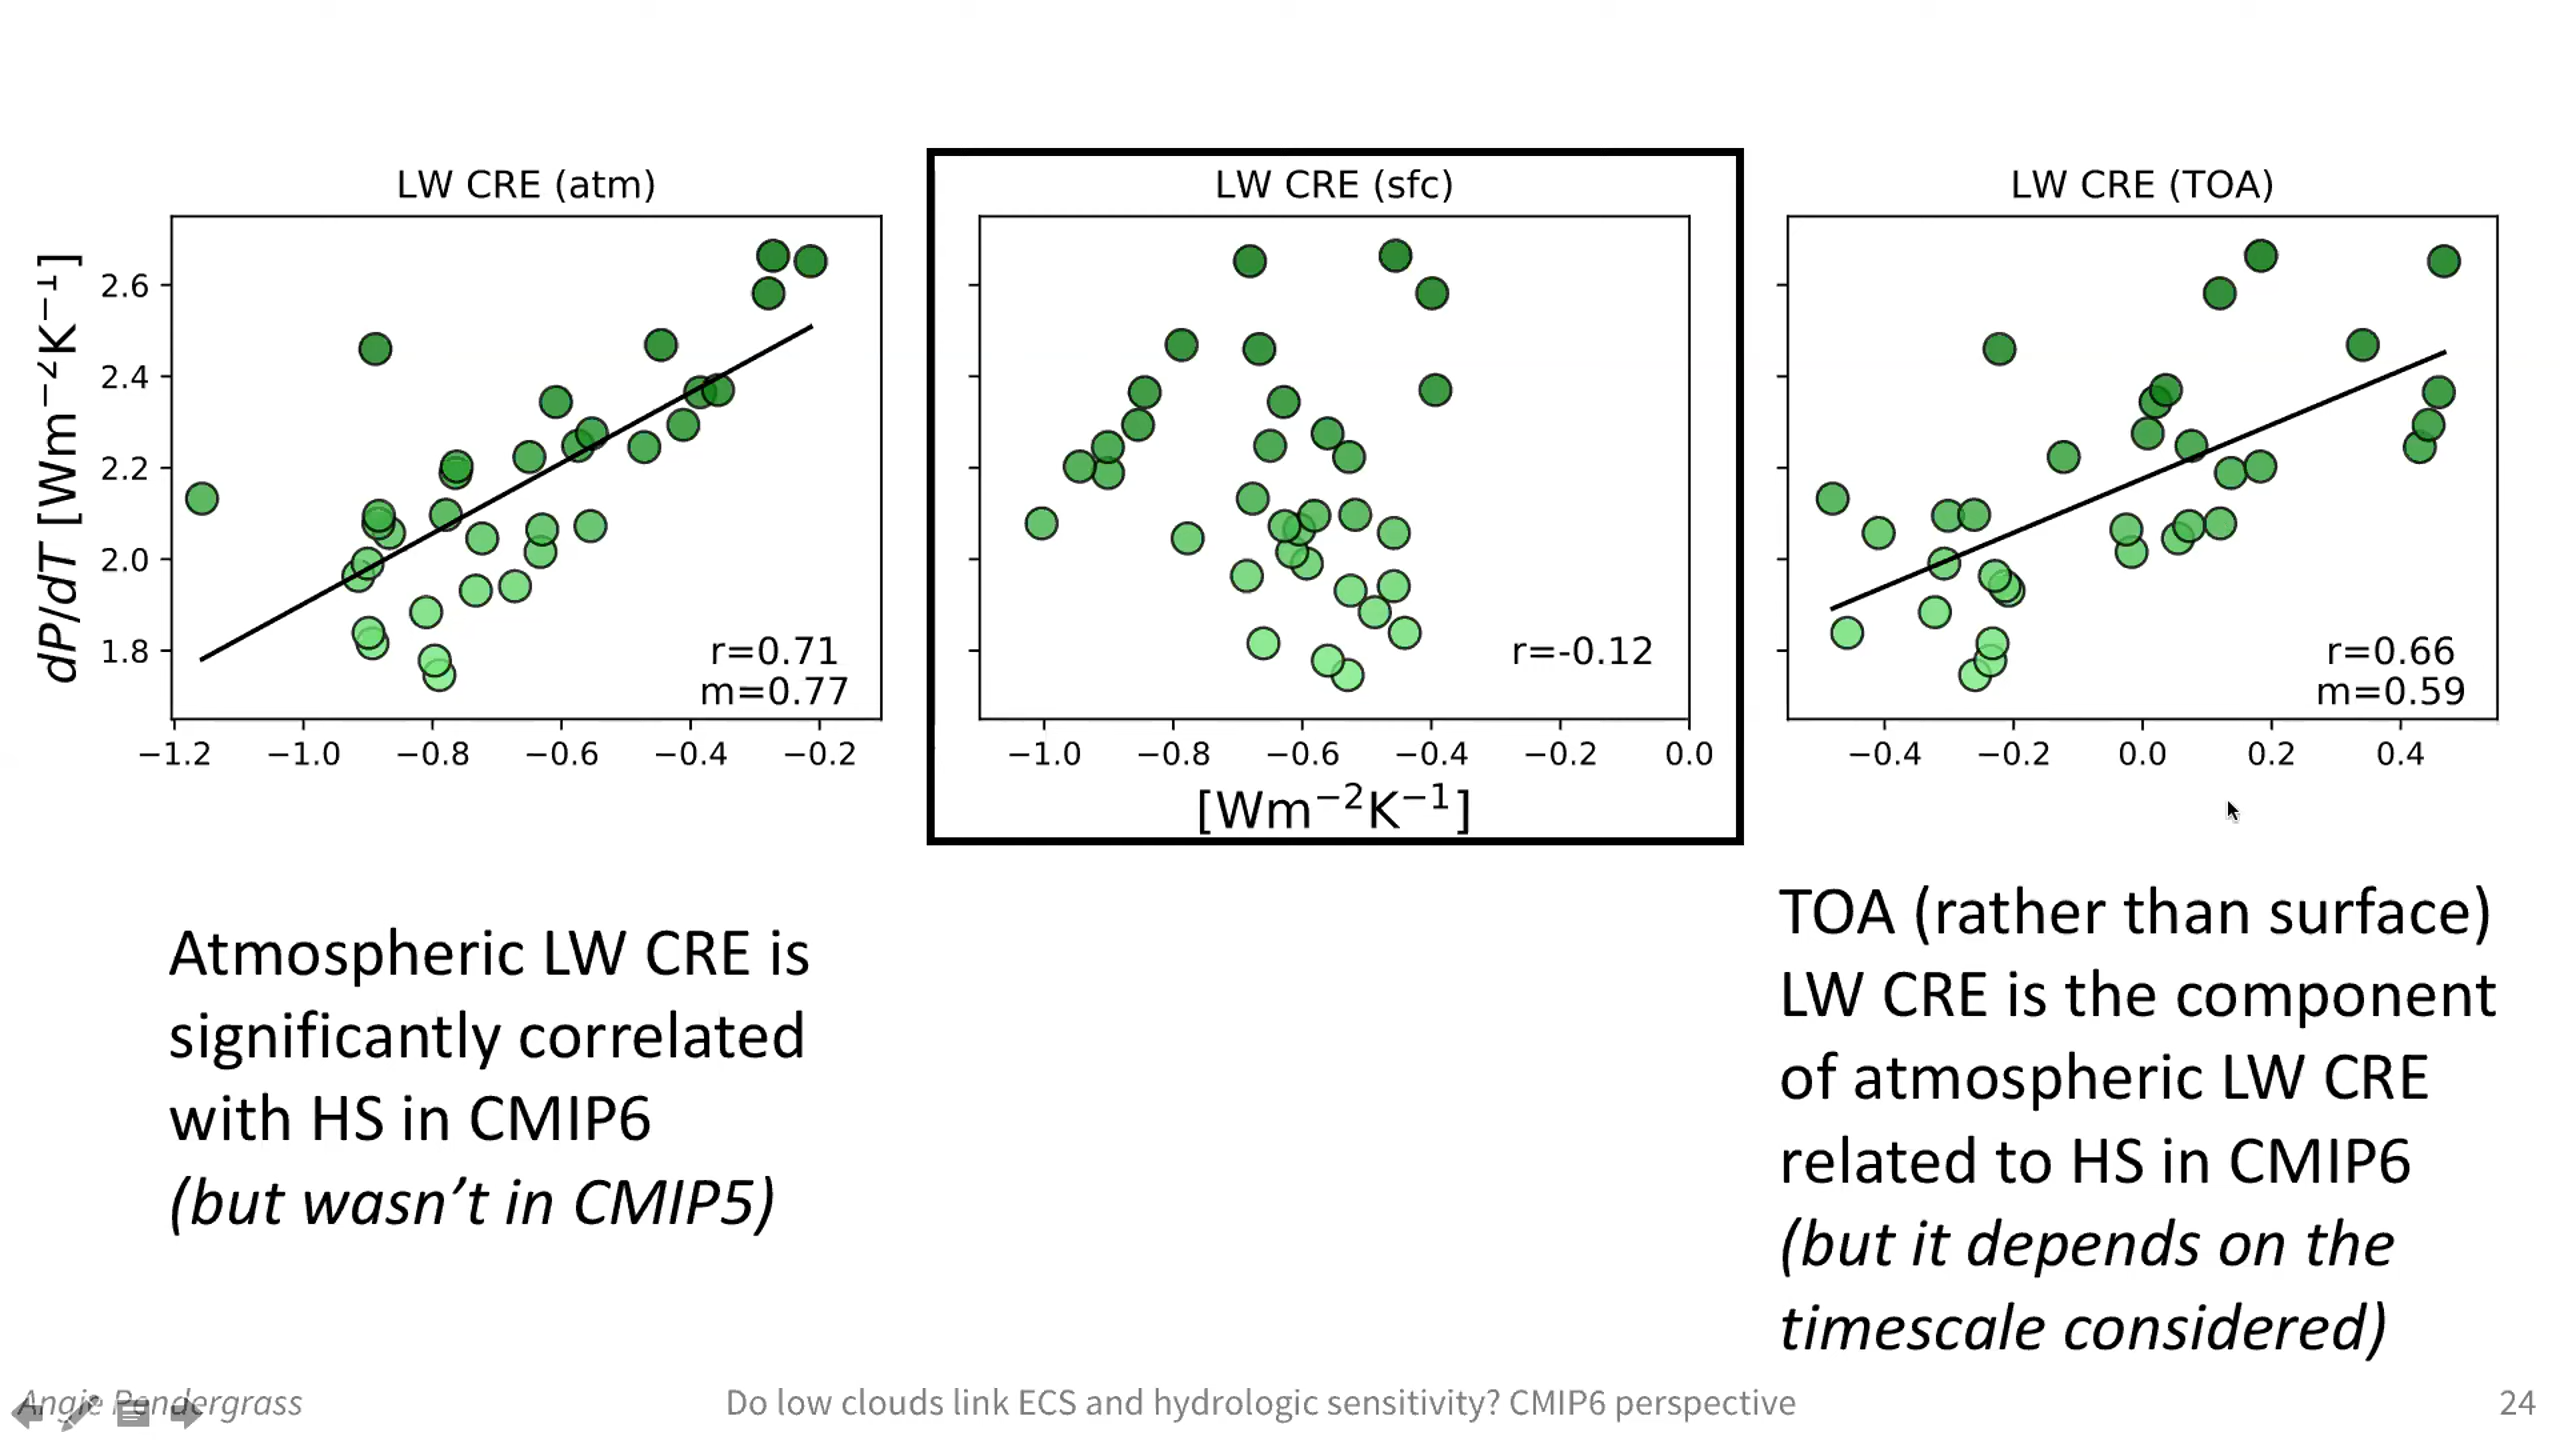 LW CRE (atm)
LW CRE (sfc)
LW CRE (TOA)
dP/dT [Wm−2K−1]
2.6
2.4
2.2
2.0
1.8
r=0.71
m=0.77
r=-0.12
r=0.66
m=0.59
−1.2 −1.0 −0.8 −0.6 −0.4 −0.2
−1.0 −0.8 −0.6 −0.4 −0.2 0.0
−0.4 −0.2 0.0 0.2 0.4
[Wm−2K−1]
Atmospheric LW CRE is
significantly correlated
with HS in CMIP6
(but wasn’t in CMIP5)
TOA (rather than surface)
LW CRE is the component
of atmospheric LW CRE
related to HS in CMIP6
(but it depends on the
timescale considered)
Angie Pendergrass
Do low clouds link ECS and hydrologic sensitivity? CMIP6 perspective
24